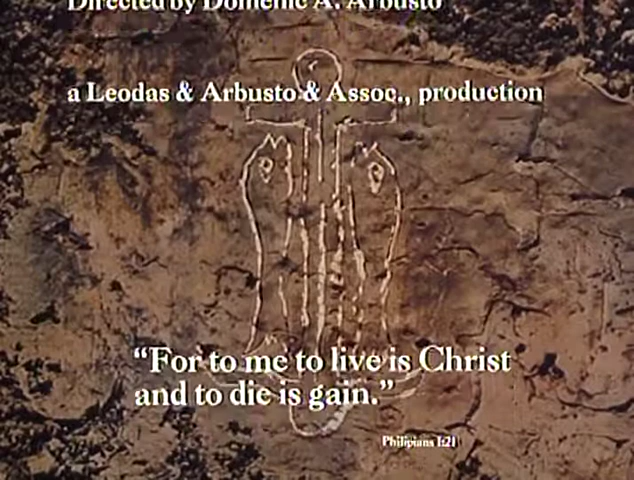 Directed by Domenic A. Arbusto
a Leodas & Arbusto & Assoc., production
“For to me to live is Christ
and to die is gain.”
Philipians 1:21